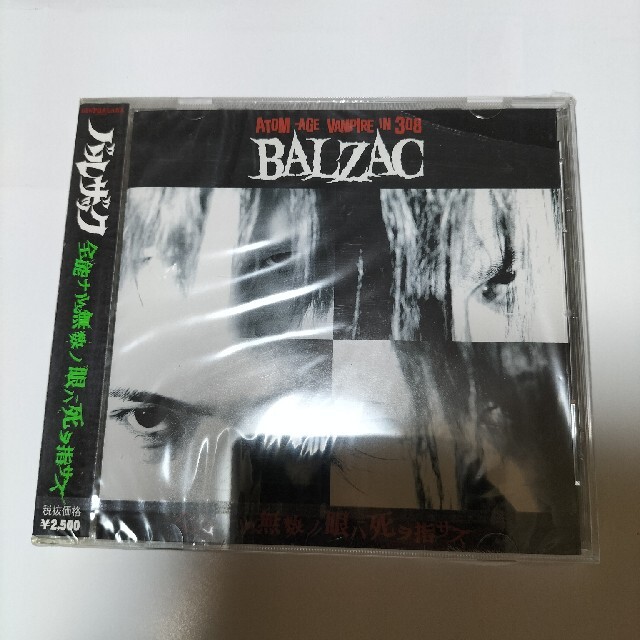 バルザック
全能ナル無数ノ眼ハ死ヲ指サス
税抜価格
¥2,500
ATOM-AGE VAMPIRE IN 308
BALZAC
無数ノ眼ハ死ヲ指サス